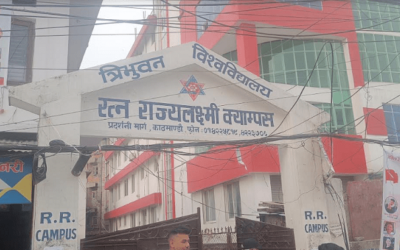 त्रिभुवन विश्वविद्यालय
रत्न राज्यलक्ष्मी क्याम्पस
प्रदर्शनी मार्ग, काठमाण्डौ, फोन
R.R.
CAMPUS
R.R.
CAMPUS